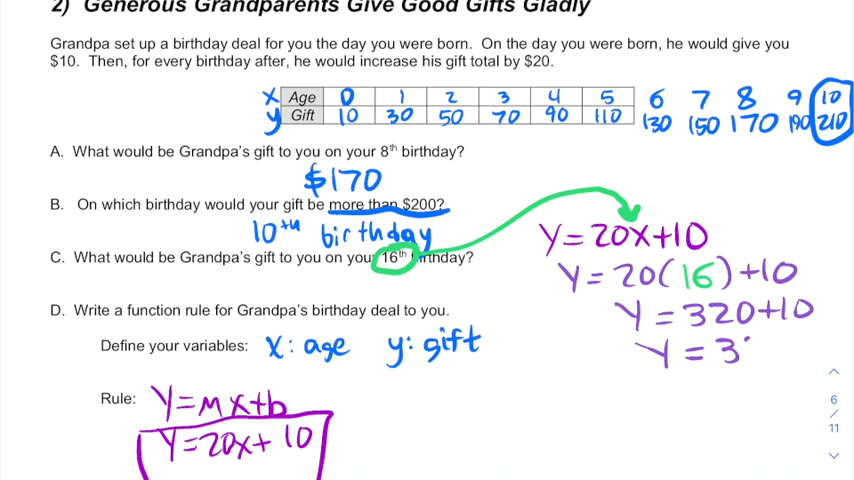 2) Generous Grandparents Give Good Gifts Gladly
Grandpa set up a birthday deal for you the day you were born. On the day you were born, he would give you
$10. Then, for every birthday after, he would increase his gift total by $20.
x Age 0 1 2 3 4 5 6 7 8 9 10
y Gift 10 30 50 70 90 110 130 150 170 190 210
A. What would be Grandpa's gift to you on your 8th birthday?
$170
B. On which birthday would your gift be more than $200?
10th birthday
C. What would be Grandpa's gift to you on your 16th birthday?
y=20x+10
y=20(16)+10
y=320+10
y=3
D. Write a function rule for Grandpa's birthday deal to you.
Define your variables: x: age y: gift
Rule: y=mx+b
y=20x+10
6
/
11